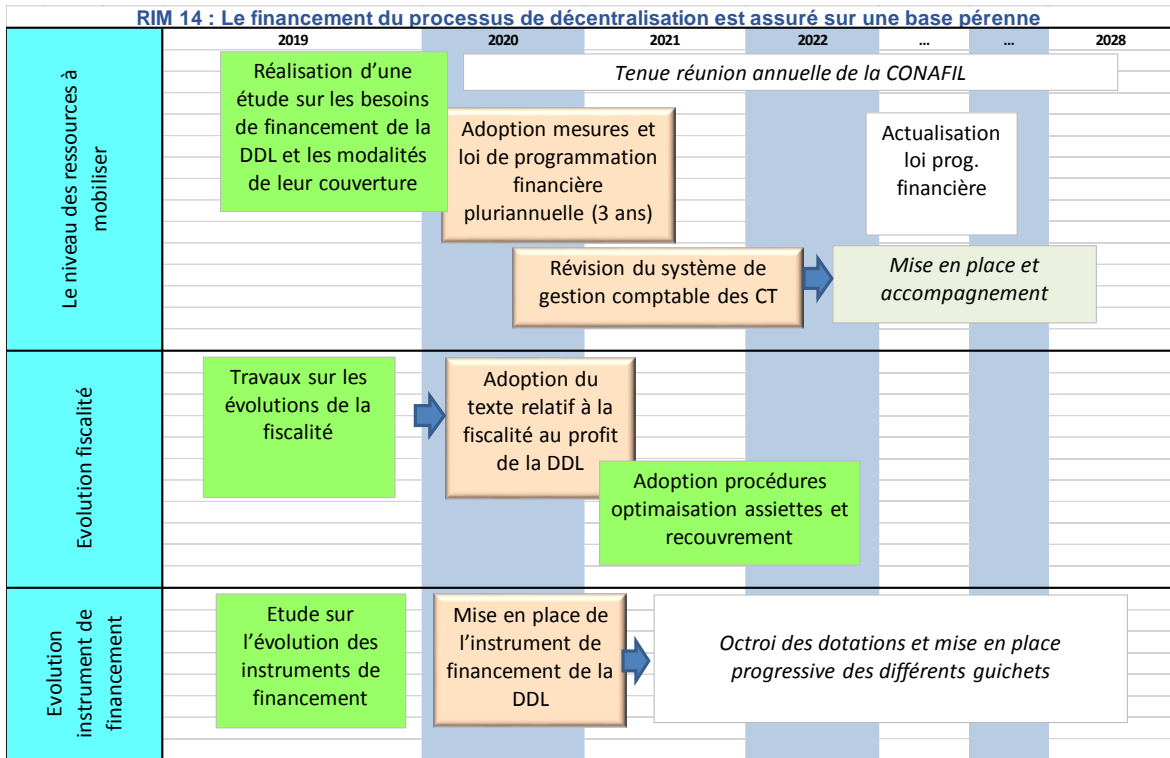 RIM 14 : Le financement du processus de décentralisation est assuré sur une base pérenne
2019
2020
2021
2022
...
...
2028
Le niveau des ressources à
mobiliser
Réalisation d’une
étude sur les besoins
de financement de la
DDL et les modalités
de leur couverture
Tenue réunion annuelle de la CONAFIL
Adoption mesures et
loi de programmation
financière
pluriannuelle (3 ans)
Actualisation
loi prog.
financière
Révision du système de
gestion comptable des CT
Mise en place et
accompagnement
Evolution fiscalité
Travaux sur les
évolutions de la
fiscalité
Adoption du
texte relatif à la
fiscalité au profit
de la DDL
Adoption procédures
optimaisation assiettes et
recouvrement
Evolution
instrument de
financement
Etude sur
l’évolution des
instruments de
financement
Mise en place de
l’instrument de
financement de la
DDL
Octroi des dotations et mise en place
progressive des différents guichets